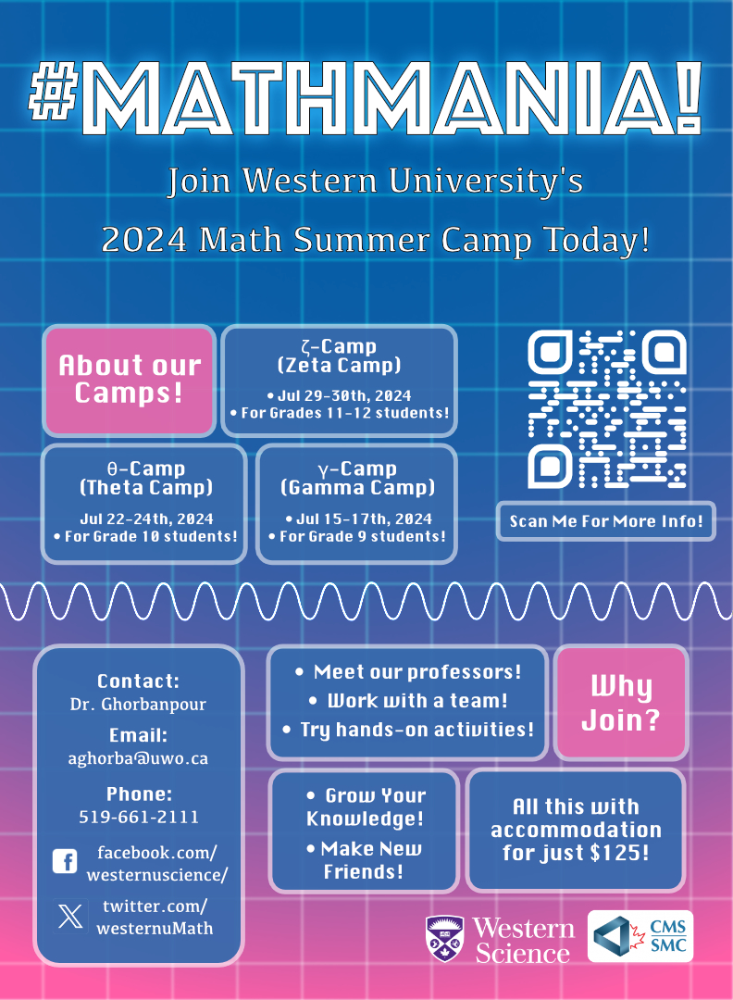 #MATHMANIA!
Join Western University's
2024 Math Summer Camp Today!
About our
Camps!
ζ-Camp
(Zeta Camp)
• Jul 29-30th, 2024
• For Grades 11-12 students!
θ-Camp
(Theta Camp)
Jul 22-24th, 2024
• For Grade 10 students!
γ-Camp
(Gamma Camp)
• Jul 15-17th, 2024
• For Grade 9 students!
Scan Me For More Info!
Contact:
Dr. Ghorbanpour
Email:
aghorba@uwo.ca
Phone:
519-661-2111
facebook.com/
westernuscience/
twitter.com/
westernuMath
• Meet our professors!
• Work with a team!
• Try hands-on activities!
Why
Join?
• Grow Your
Knowledge!
• Make New
Friends!
All this with
accommodation
for just $125!
Western
Science
CMS
SMC